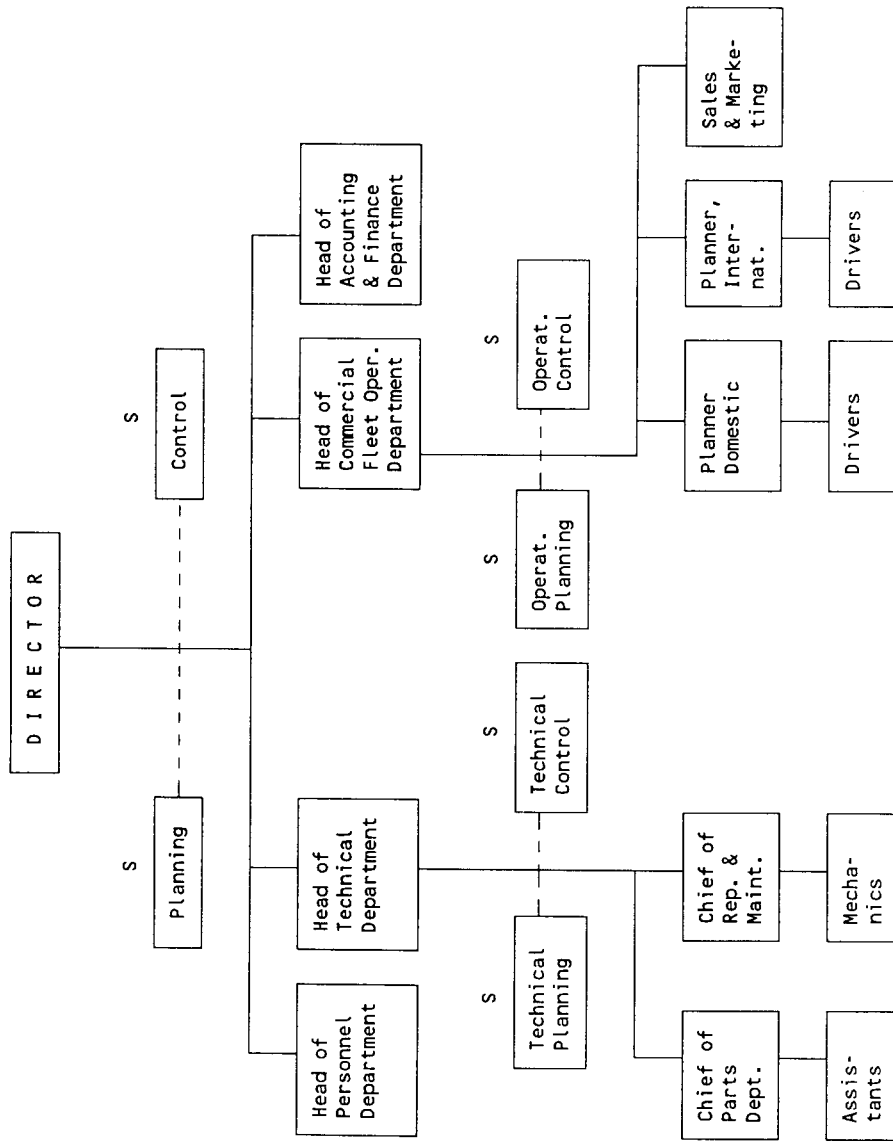 D I R E C T O R
S
Planning
S
Control
Head of
Personnel
Department
Head of
Technical
Department
Head of
Commercial
Fleet Oper.
Department
Head of
Accounting
& Finance
Department
S
Technical
Planning
S
Technical
Control
S
Operat.
Planning
S
Operat.
Control
Chief of
Parts
Dept.
Chief of
Rep. &
Maint.
Planner
Domestic
Planner,
Inter-
nat.
Sales
& Marke-
ting
Assis-
tants
Mecha-
nics
Drivers
Drivers